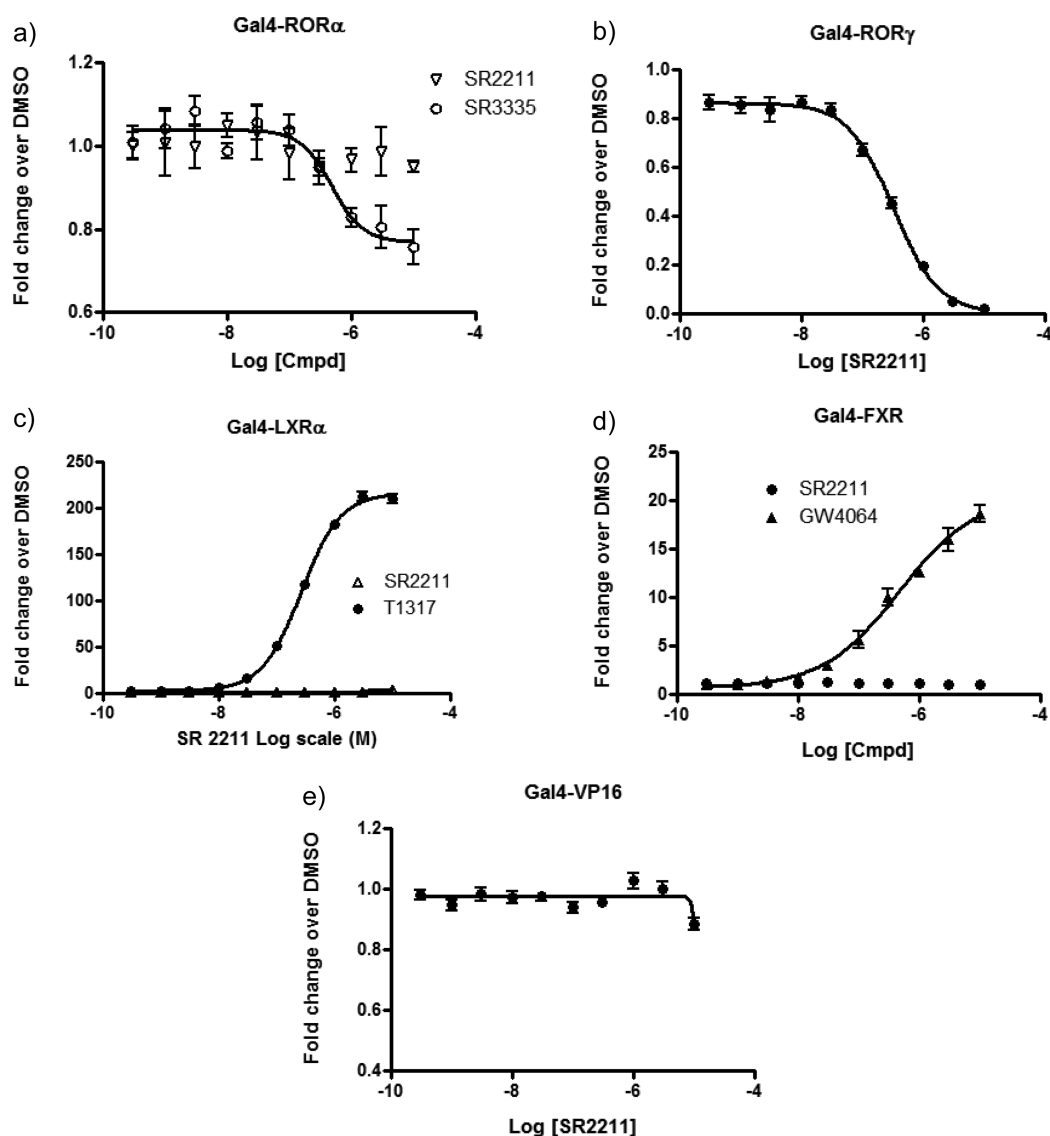 a)
Gal4-RORα
Fold change over DMSO
1.2
1.0
0.8
0.6
-10
-8
-6
-4
Log [Cmpd]
SR2211
SR3335
b)
Gal4-RORγ
Fold change over DMSO
1.0
0.8
0.6
0.4
0.2
0.0
-10
-8
-6
-4
Log [SR2211]
c)
Gal4-LXRα
Fold change over DMSO
250
200
150
100
50
0
-10
-8
-6
-4
SR 2211 Log scale (M)
SR2211
T1317
d)
Gal4-FXR
Fold change over DMSO
25
20
15
10
5
0
-10
-8
-6
-4
Log [Cmpd]
SR2211
GW4064
e)
Gal4-VP16
Fold change over DMSO
1.2
1.0
0.8
0.6
0.4
-10
-8
-6
-4
Log [SR2211]